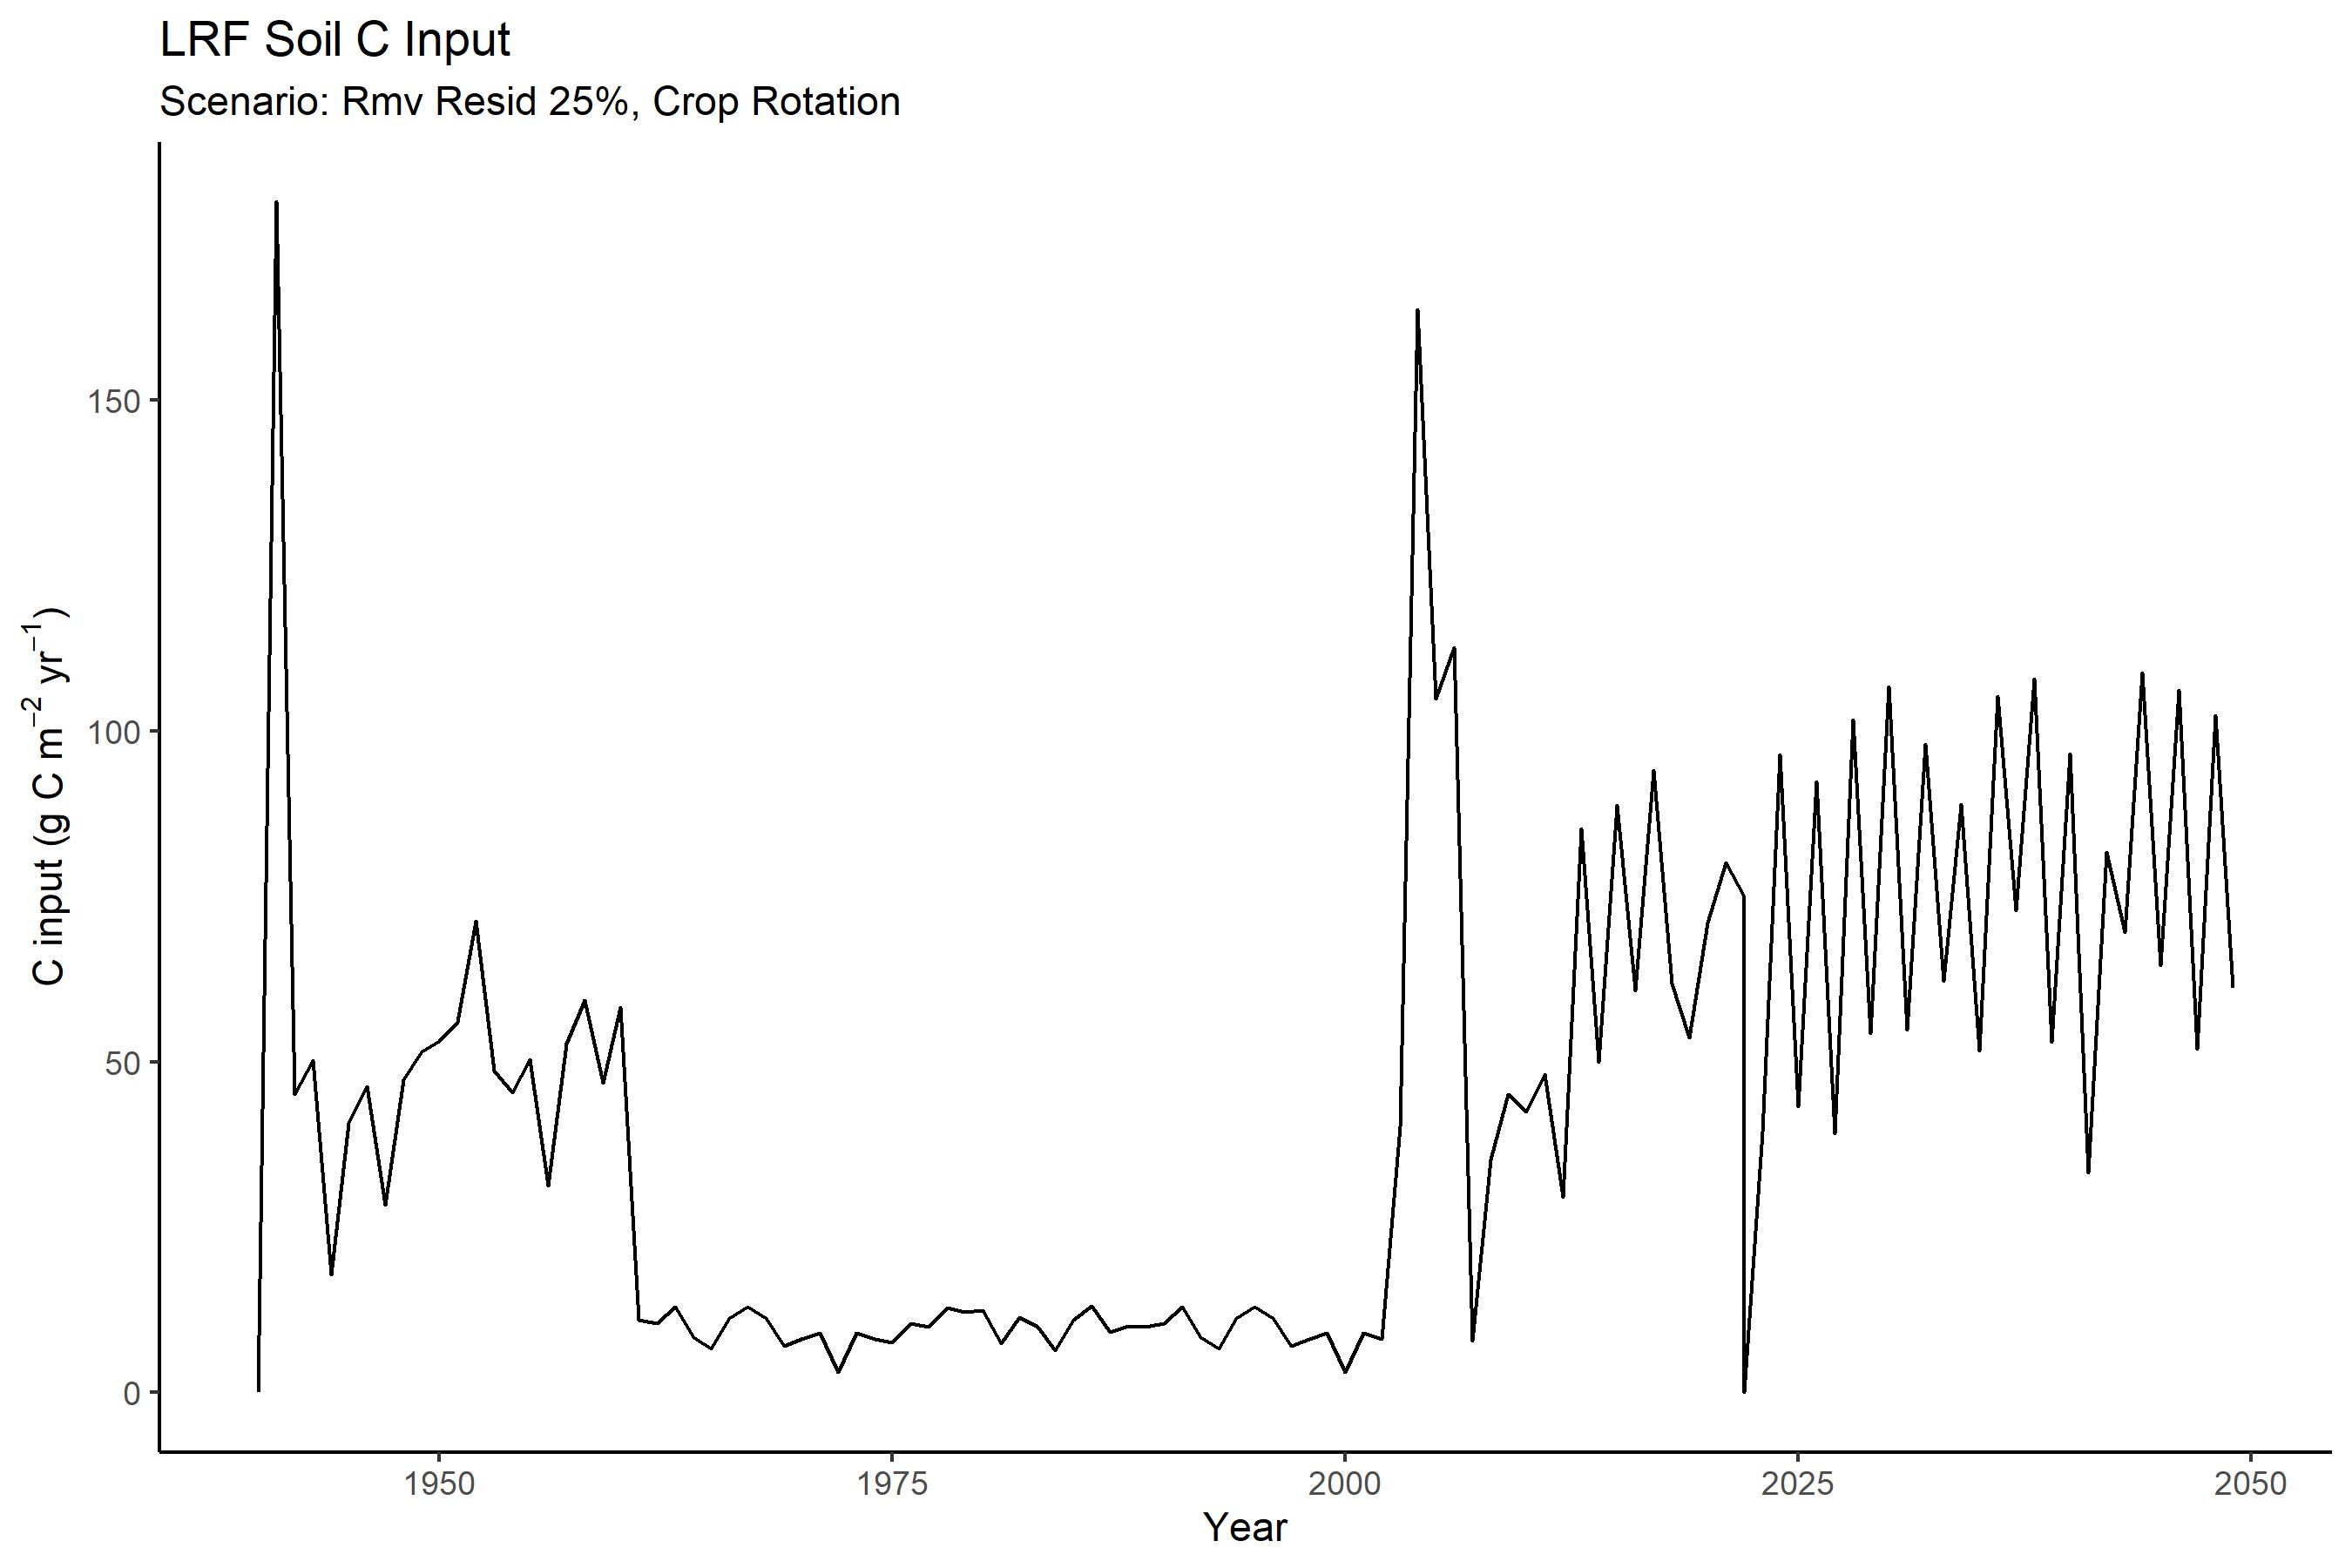 LRF Soil C Input
Scenario: Rmv Resid 25%, Crop Rotation
C input (g C m⁻² yr⁻¹)
150
100
50
0
1950 1975 2000 2025 2050
Year